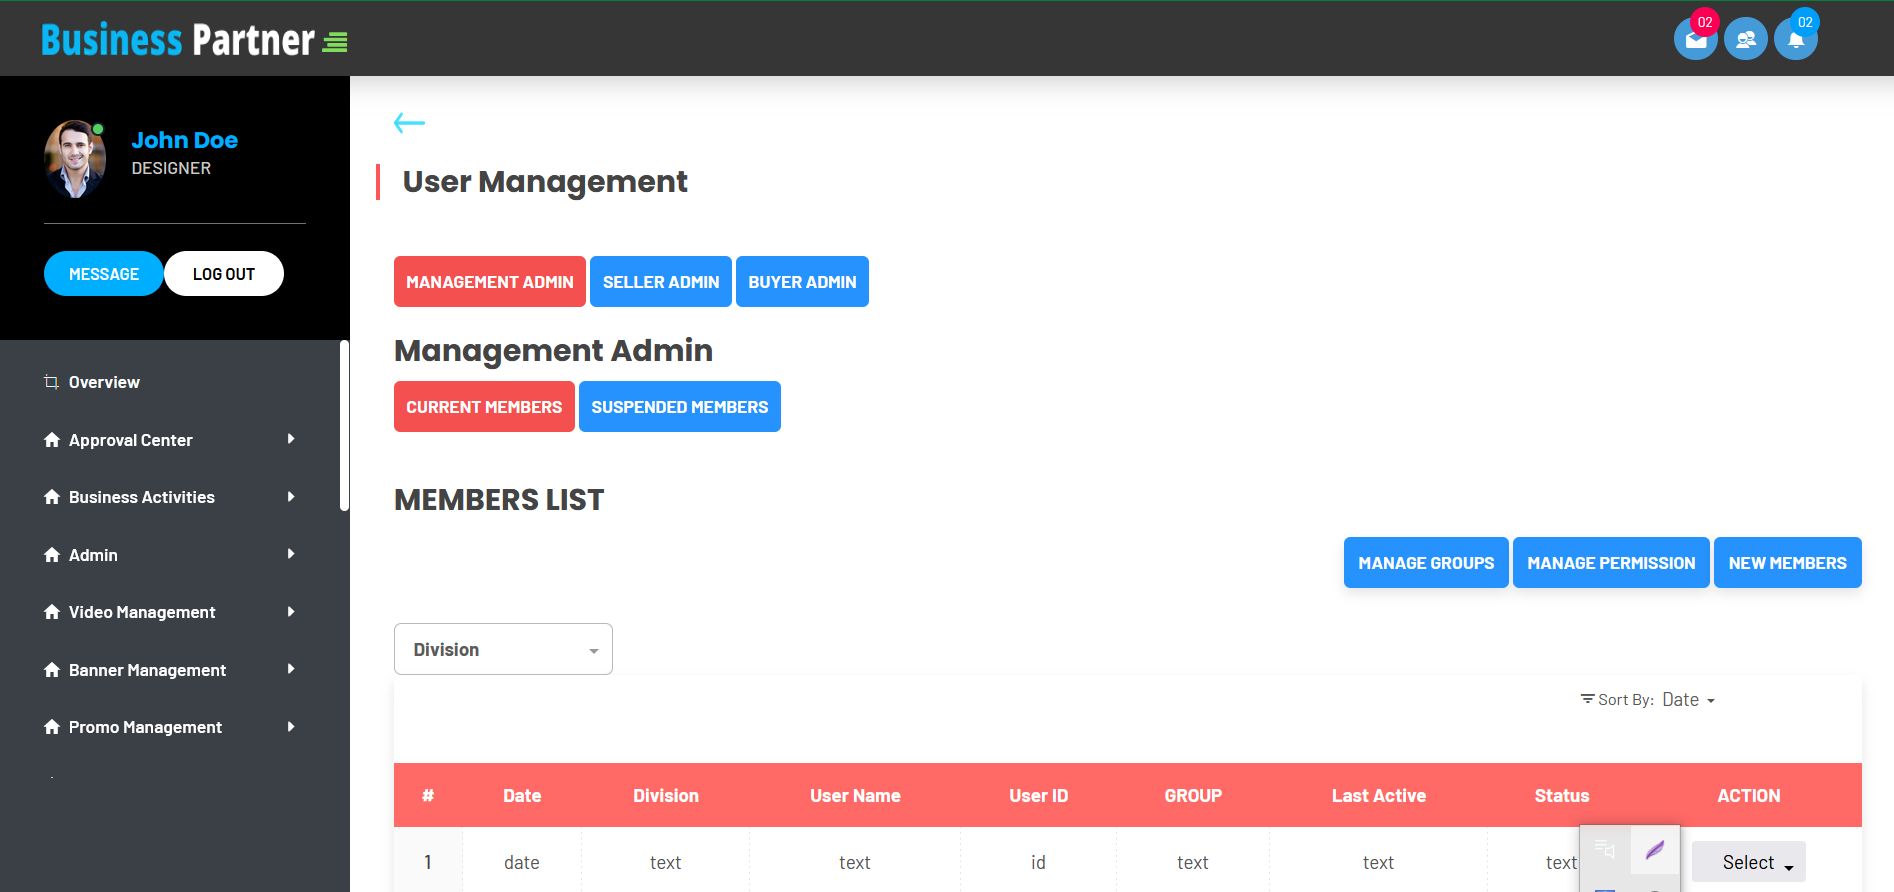 Business Partner
02
02
John Doe
DESIGNER
MESSAGE
LOG OUT
Overview
Approval Center
Business Activities
Admin
Video Management
Banner Management
Promo Management
User Management
MANAGEMENT ADMIN
SELLER ADMIN
BUYER ADMIN
Management Admin
CURRENT MEMBERS
SUSPENDED MEMBERS
MEMBERS LIST
MANAGE GROUPS
MANAGE PERMISSION
NEW MEMBERS
Division
Sort By: Date
# Date Division User Name User ID GROUP Last Active Status ACTION
1 date text text id text text text Select